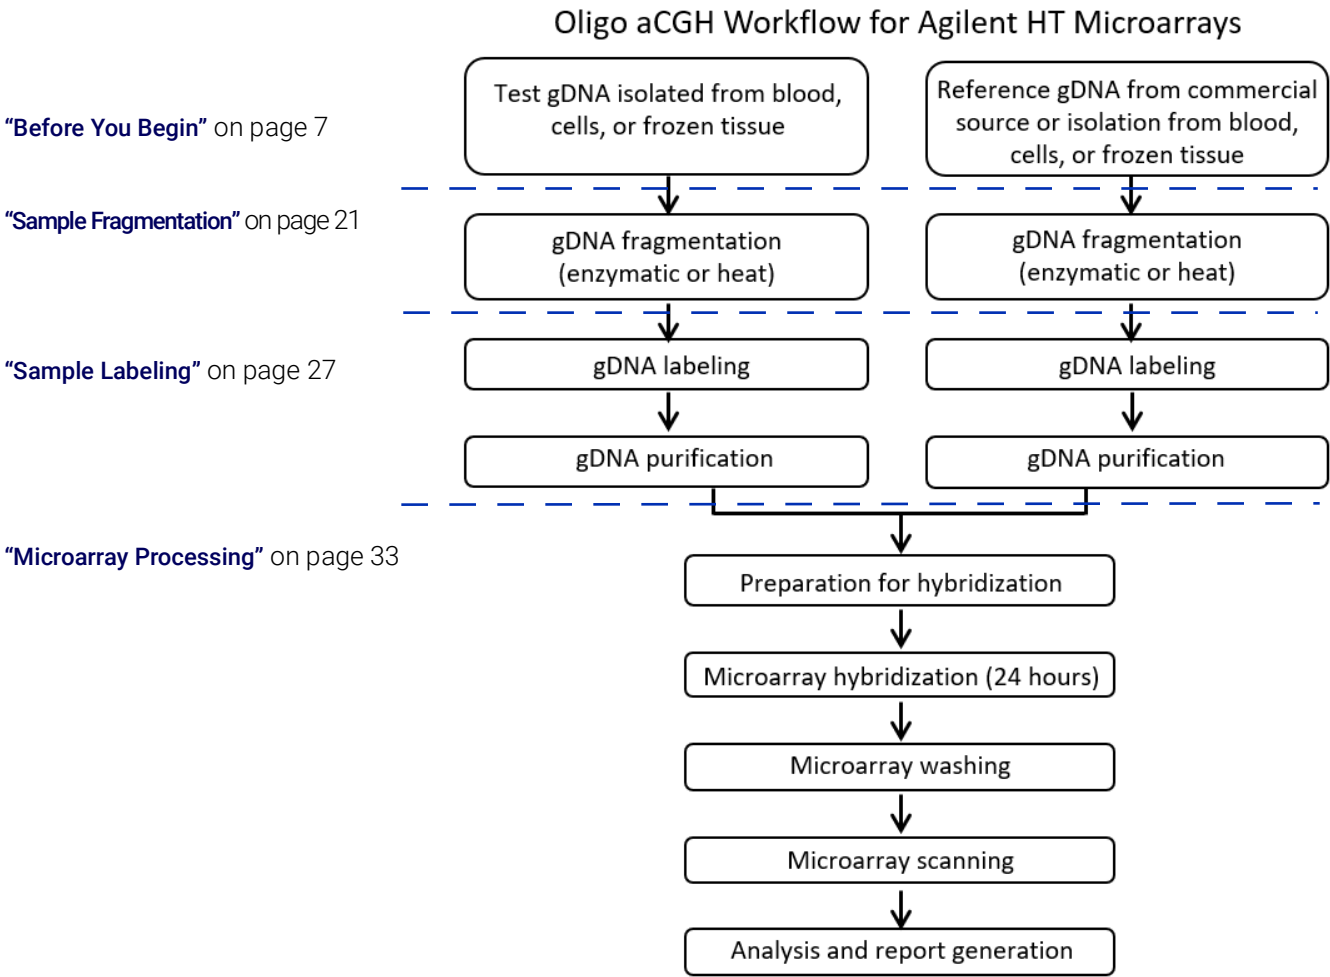 Oligo aCGH Workflow for Agilent HT Microarrays
“Before You Begin” on page 7
Test gDNA isolated from blood,
cells, or frozen tissue
Reference gDNA from commercial
source or isolation from blood,
cells, or frozen tissue
“Sample Fragmentation” on page 21
gDNA fragmentation
(enzymatic or heat)
gDNA fragmentation
(enzymatic or heat)
“Sample Labeling” on page 27
gDNA labeling
gDNA labeling
gDNA purification
gDNA purification
“Microarray Processing” on page 33
Preparation for hybridization
Microarray hybridization (24 hours)
Microarray washing
Microarray scanning
Analysis and report generation